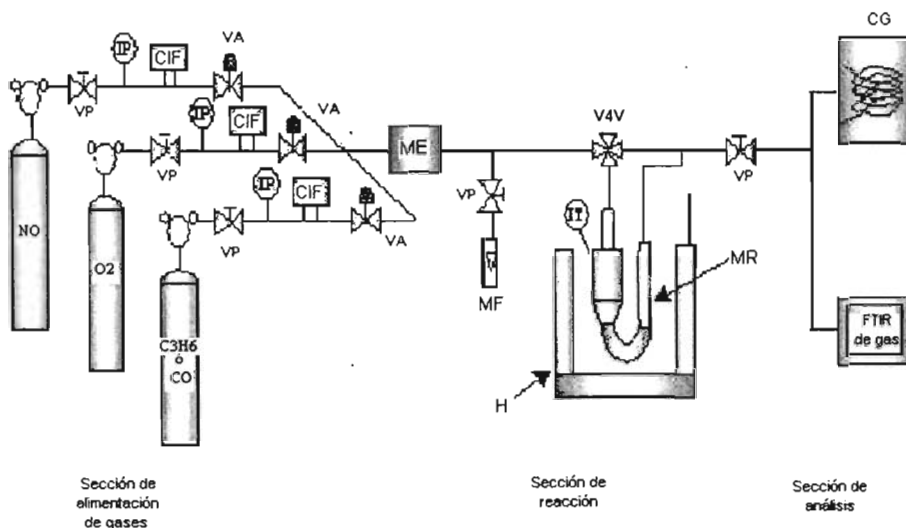 CG
VA
IP
CIF
VP
VA
IP
CIF
V4V
ME
VP
VP
VP
IP
CIF
IT
NO
O2
VP
VA
MR
MF
C3H6
ó
CO
FTIR
de gas
H
Sección de
alimentación
de gases
Sección de
reacción
Sección de
análisis